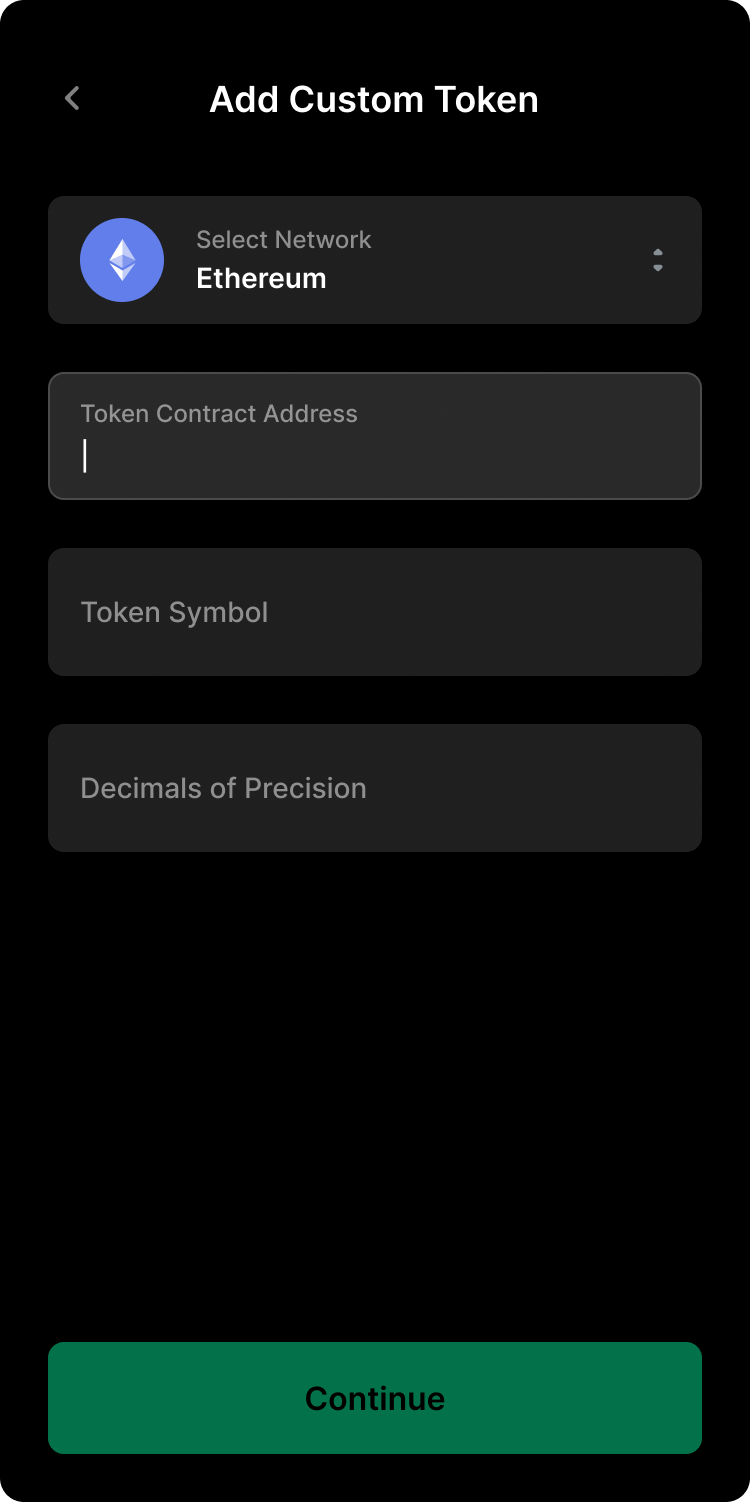 Add Custom Token
Select Network
Ethereum
Token Contract Address
Token Symbol
Decimals of Precision
Continue